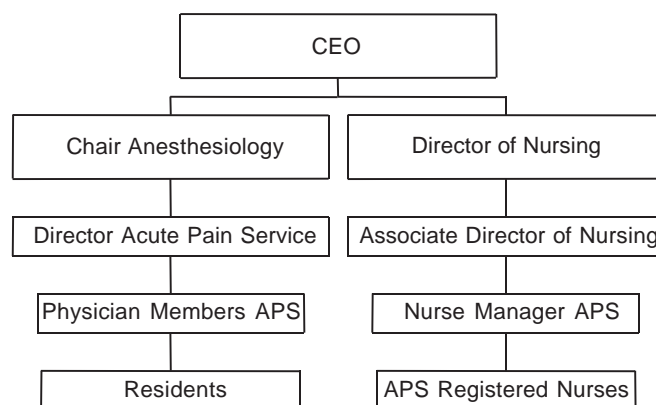 CEO
Chair Anesthesiology
Director of Nursing
Director Acute Pain Service
Associate Director of Nursing
Physician Members APS
Nurse Manager APS
Residents
APS Registered Nurses